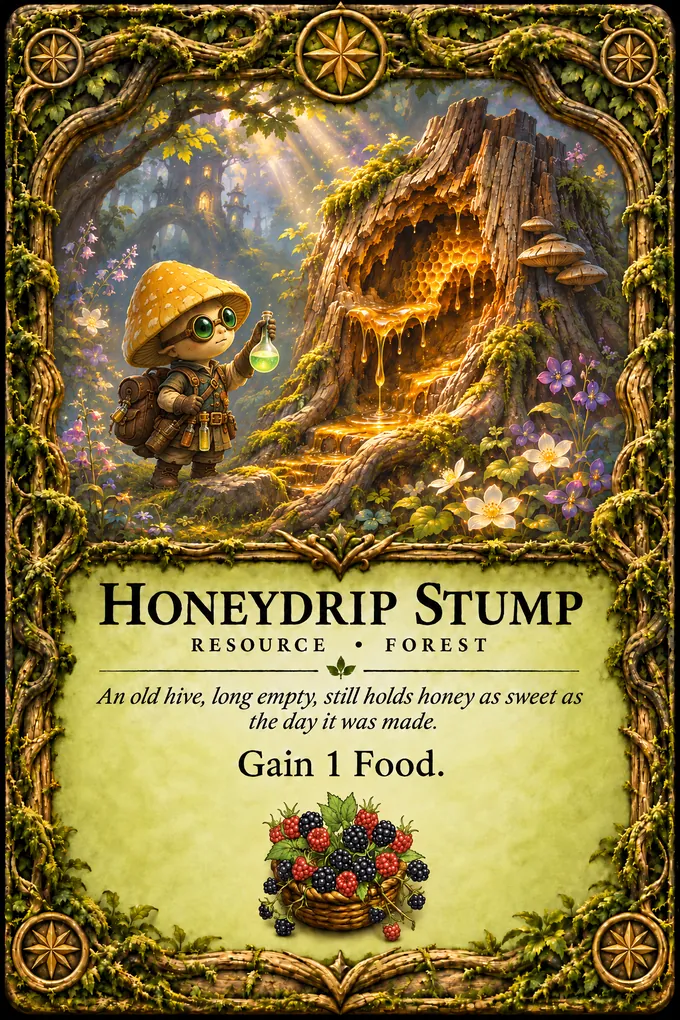 Honeydrip Stump
RESOURCE • FOREST
An old hive, long empty, still holds honey as sweet as
the day it was made.
Gain 1 Food.